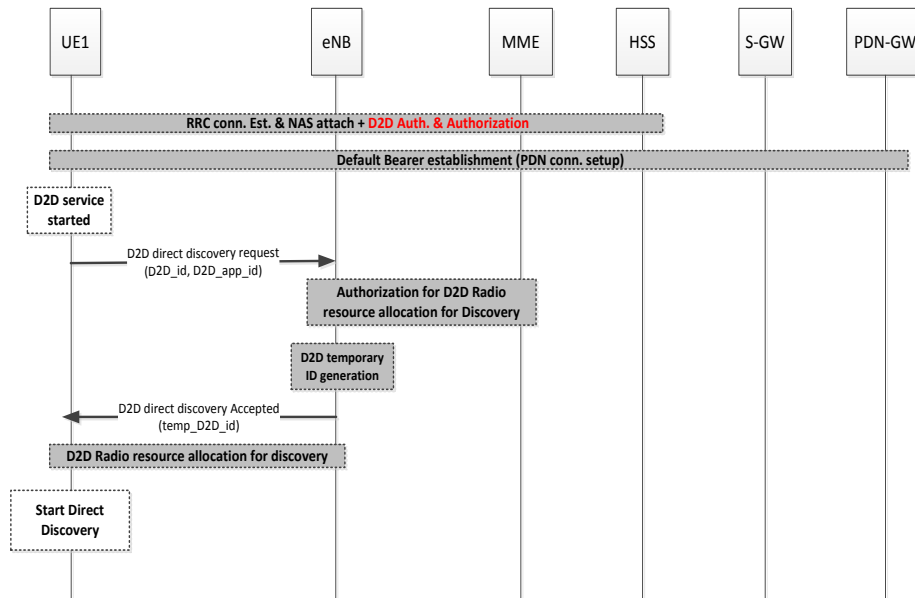 UE1
eNB
MME
HSS
S-GW
PDN-GW
RRC conn. Est. & NAS attach + D2D Auth. & Authorization
Default Bearer establishment (PDN conn. setup)
D2D service
started
D2D direct discovery request
(D2D_id, D2D_app_id)
Authorization for D2D Radio
resource allocation for Discovery
D2D temporary
ID generation
D2D direct discovery Accepted
(temp_D2D_id)
D2D Radio resource allocation for discovery
Start Direct
Discovery